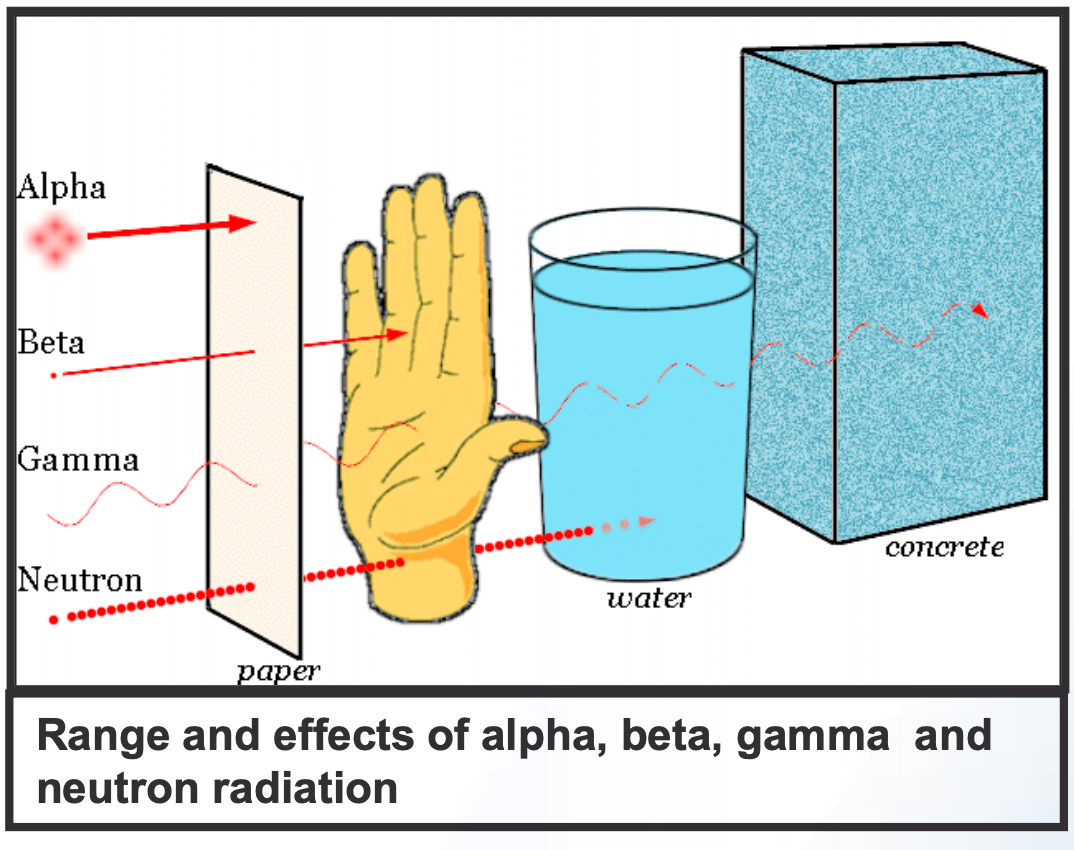 Alpha
Beta
Gamma
Neutron
paper
water
concrete
Range and effects of alpha, beta, gamma and
neutron radiation